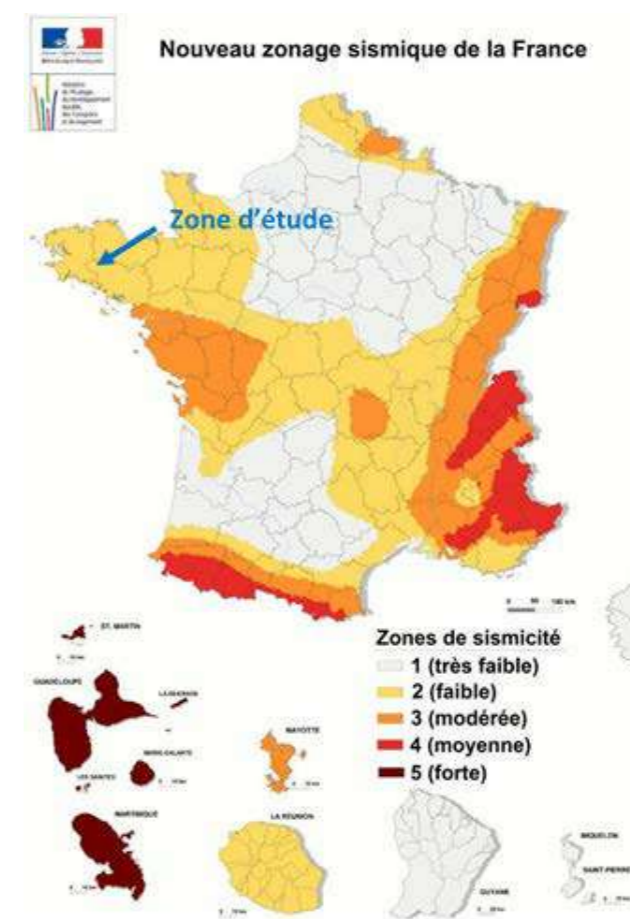 Nouveau zonage sismique de la France
Zone d'étude
Zones de sismicité
1 (très faible)
2 (faible)
3 (modérée)
4 (moyenne)
5 (forte)
ST. MARTIN
GUADELOUPE
MARIE-GALANTE
LES SAINTES
MARTINIQUE
MAYOTTE
LA RÉUNION
GUYANE
MIQUELON
SAINT-PIERRE